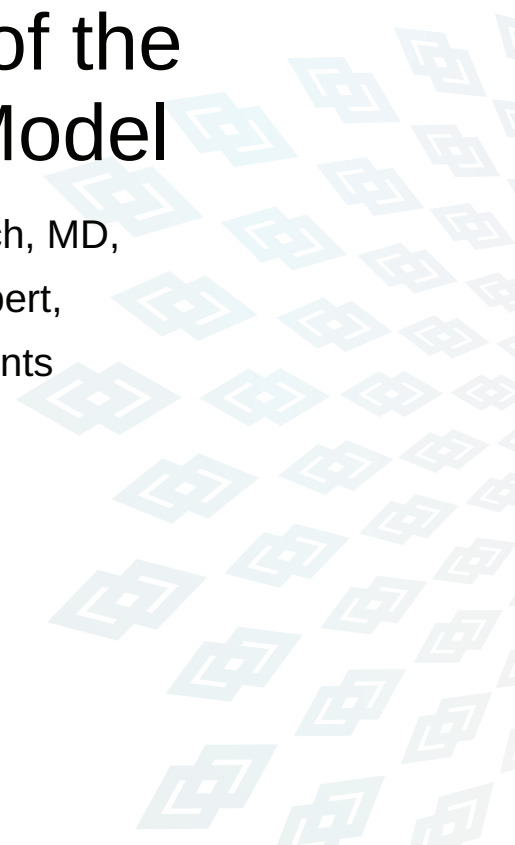 of the
Model
ch, MD,
bert,
nts